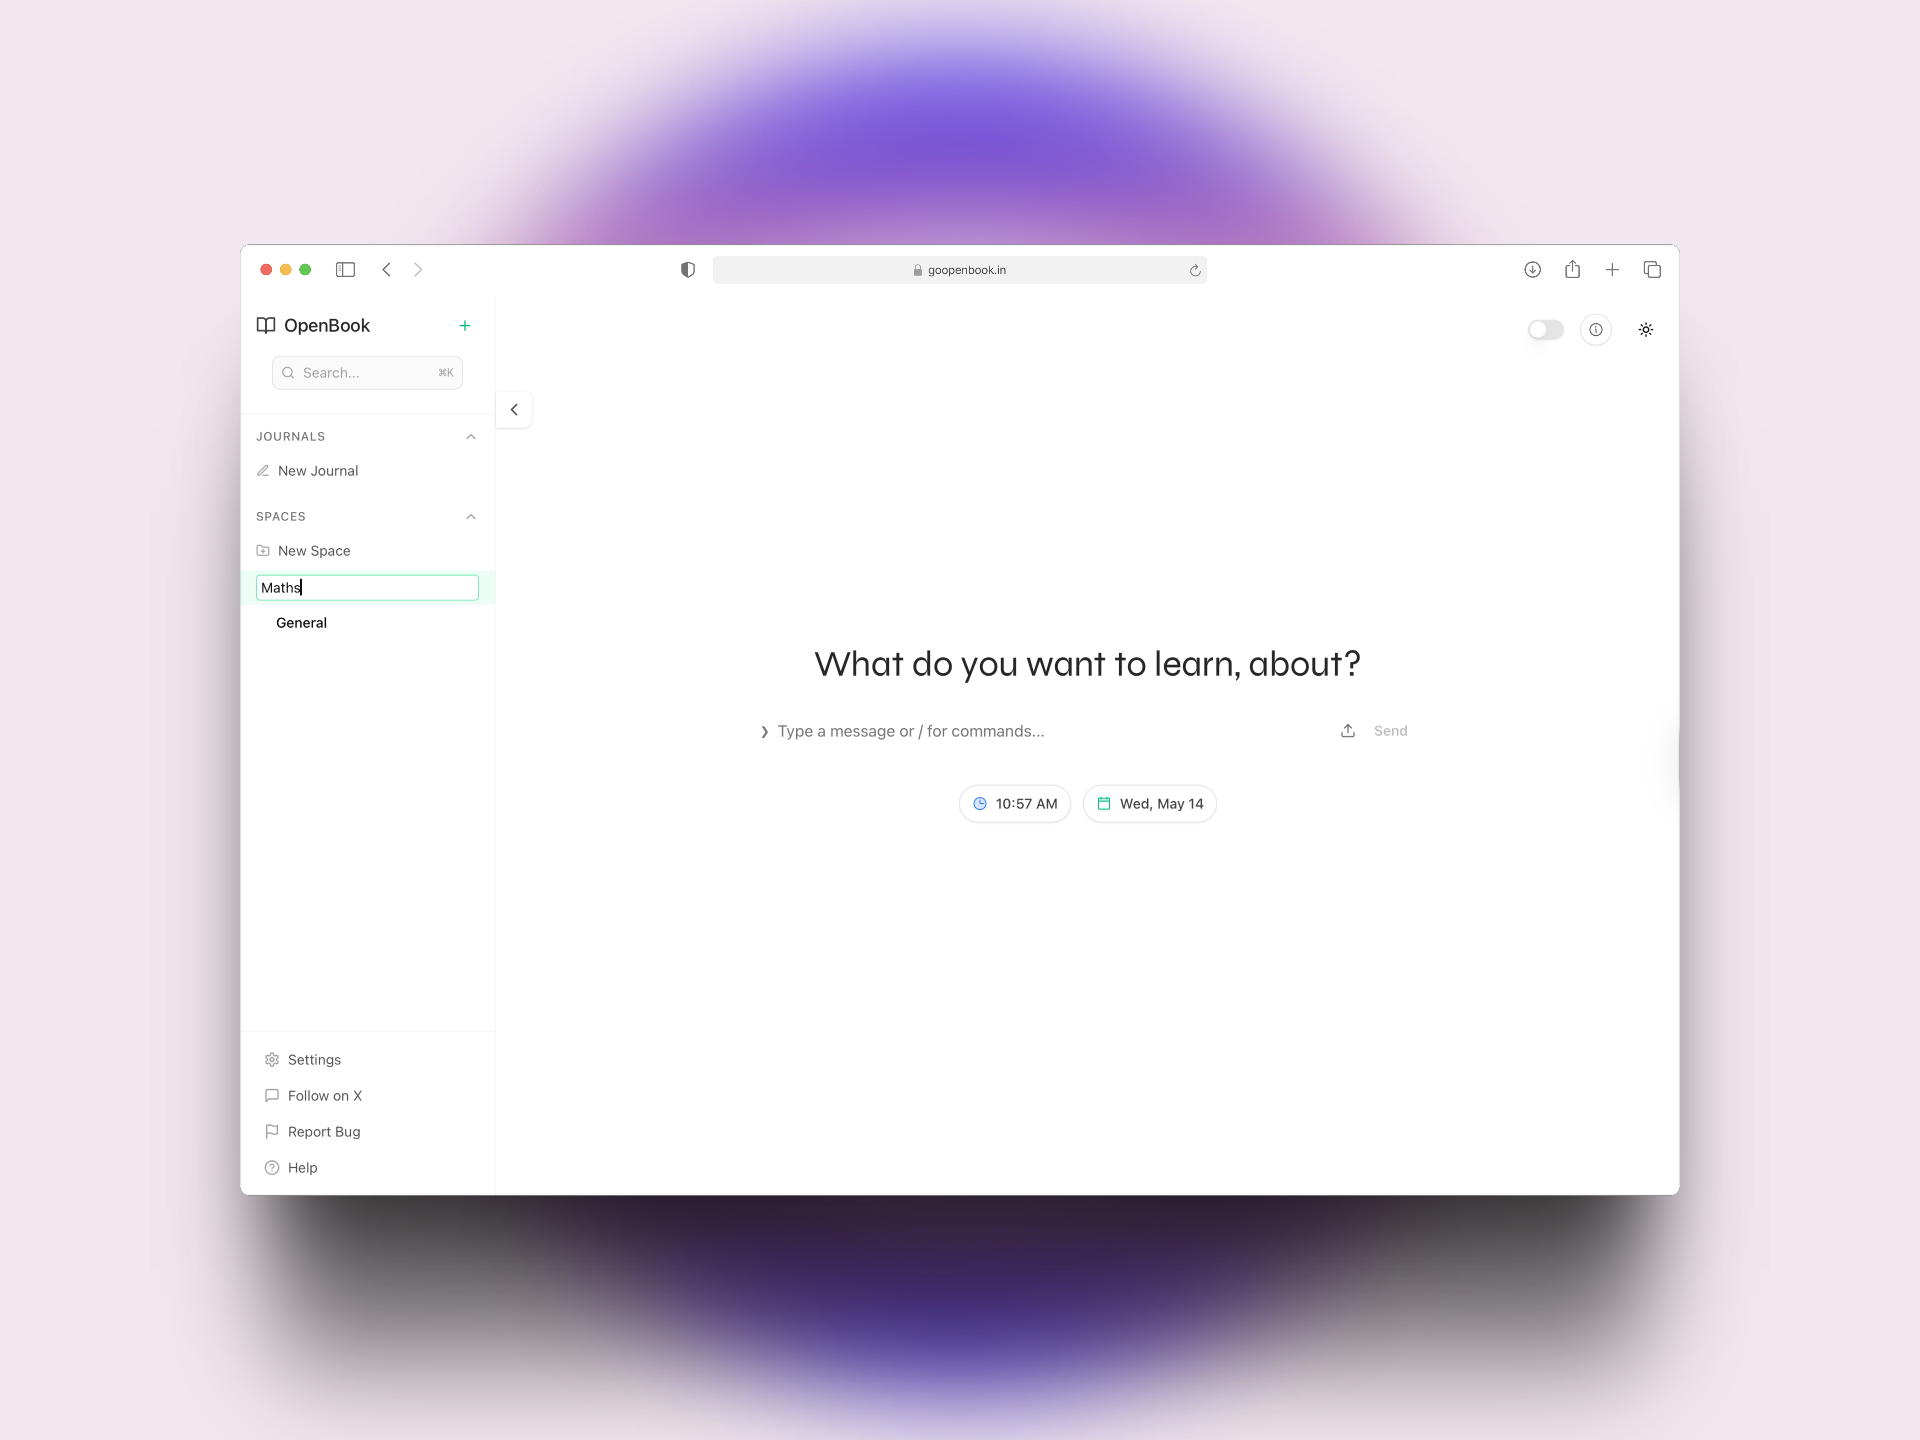 goopenbook.in
OpenBook
Search...
⌘K
JOURNALS
New Journal
SPACES
New Space
Maths
General
What do you want to learn, about?
❯ Type a message or / for commands...
Send
10:57 AM
Wed, May 14
Settings
Follow on X
Report Bug
Help